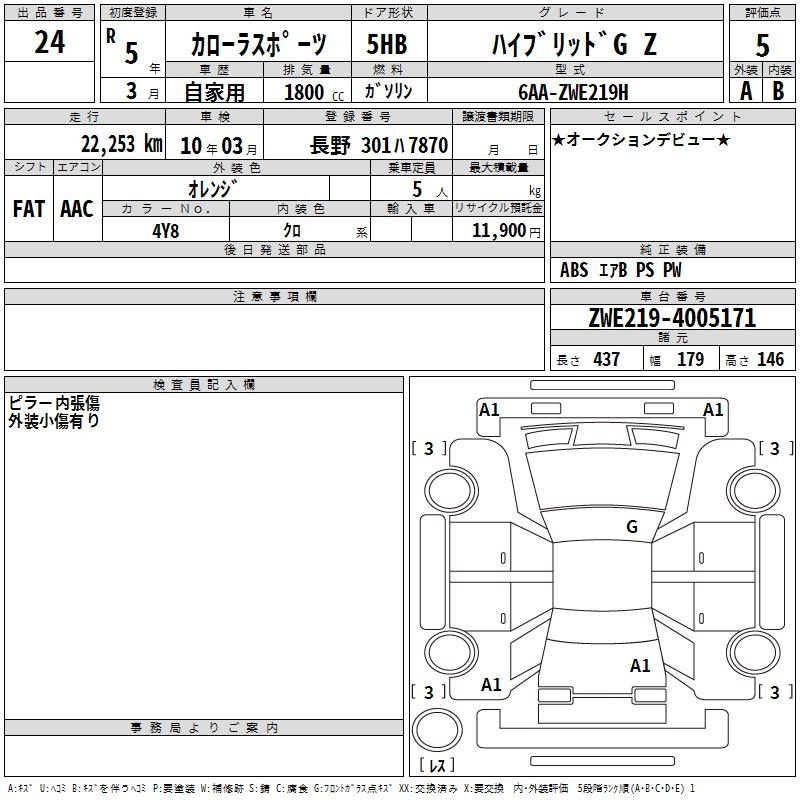 出品番号 初度登録 車名 ドア形状 グレード 評価点
24 R 5 年 カローラスポーツ 5HB ハイブリッドG Z 5
車歴 排気量 燃料 型式 外装 内装
3 月 自家用 1800 CC ガソリン 6AA-ZWE219H A B
走行 車検 登録番号 譲渡書類期限 セールスポイント
22,253 km 10 年 03 月 長野 301ハ7870 月 日 ★オークションデビュー★
シフト エアコン 外装色 乗車定員 最大積載量
FAT AAC オレンジ 5 人 kg
カラーNo. 内装色 輸入車 リサイクル預託金
4Y8 クロ 系 11,900 円
後日発送部品 純正装備
ABS エアB PS PW
注意事項欄 車台番号
ZWE219-4005171
諸元
長さ 437 幅 179 高さ 146
検査員記入欄
ピラー内張傷
外装小傷有り
A1 A1
[ 3 ] [ 3 ]
G
A1 A1
[ 3 ] [ 3 ]
[ レス ]
事務局よりご案内
A:キズ U:ヘコミ B:キズを伴うヘコミ P:要塗装 W:補修跡 S:錆 C:腐食 G:フロントガラス点キズ XX:交換済み X:要交換 内・外装評価 5段階ランク順(A・B・C・D・E) 1